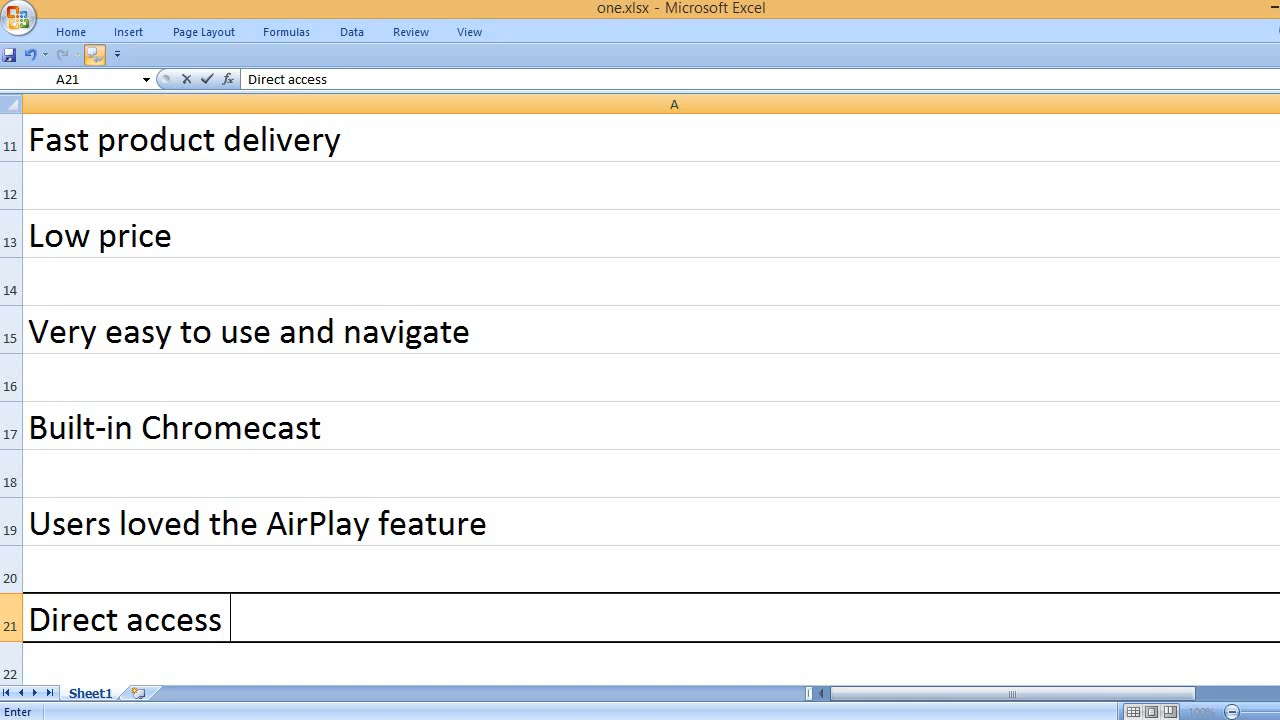 one.xlsx - Microsoft Excel
Home Insert Page Layout Formulas Data Review View
A21 fx Direct access
A
11 Fast product delivery
12
13 Low price
14
15 Very easy to use and navigate
16
17 Built-in Chromecast
18
19 Users loved the AirPlay feature
20
21 Direct access
22
Sheet1
Enter 100%